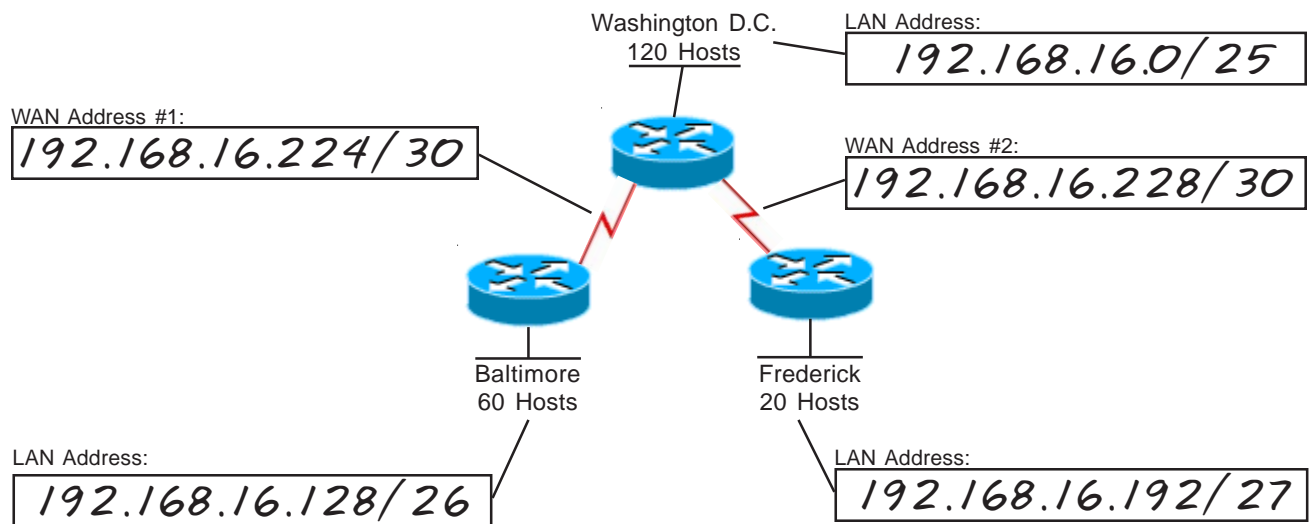 Washington D.C.
120 Hosts
LAN Address:
192.168.16.0/25
WAN Address #1:
192.168.16.224/30
WAN Address #2:
192.168.16.228/30
Baltimore
60 Hosts
Frederick
20 Hosts
LAN Address:
192.168.16.128/26
LAN Address:
192.168.16.192/27